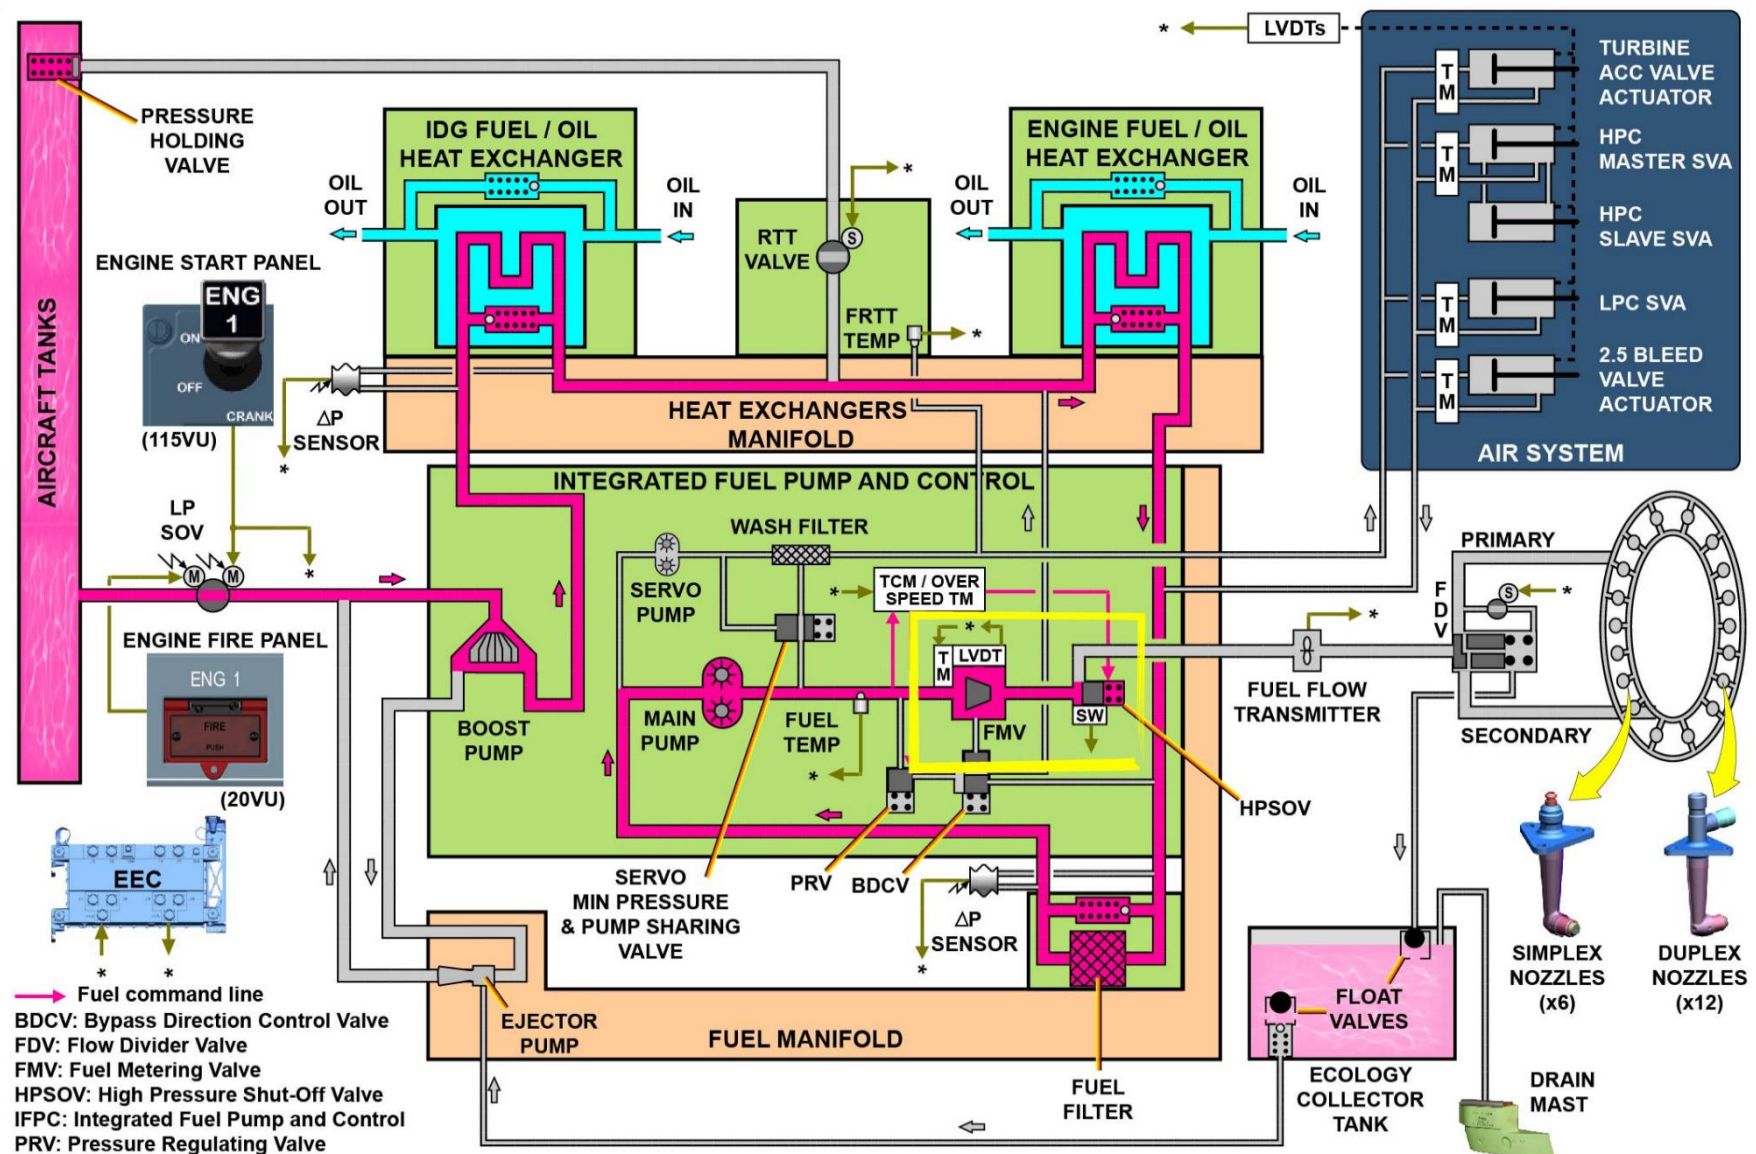 * LVDTs
PRESSURE
HOLDING
VALVE
IDG FUEL / OIL
HEAT EXCHANGER
OIL
OUT
OIL
IN
*
RTT
VALVE
S
FRTT
TEMP
*
ENGINE FUEL / OIL
HEAT EXCHANGER
OIL
OUT
OIL
IN
T
M
TURBINE
ACC VALVE
ACTUATOR
T
M
HPC
MASTER SVA
HPC
SLAVE SVA
T
M
LPC SVA
T
M
2.5 BLEED
VALVE
ACTUATOR
AIR SYSTEM
AIRCRAFT TANKS
ENGINE START PANEL
ENG
1
ON
OFF
CRANK
(115VU)
ΔP
SENSOR
*
HEAT EXCHANGERS
MANIFOLD
LP
SOV
M
M
*
ENGINE FIRE PANEL
ENG 1
FIRE
PUSH
(20VU)
INTEGRATED FUEL PUMP AND CONTROL
WASH FILTER
SERVO
PUMP
*
TCM / OVER
SPEED TM
BOOST
PUMP
MAIN
PUMP
FUEL
TEMP
*
T
M
*
LVDT
FMV
SW
HPSOV
PRV
BDCV
SERVO
MIN PRESSURE
& PUMP SHARING
VALVE
ΔP
SENSOR
*
*
FUEL FLOW
TRANSMITTER
PRIMARY
F
D
V
S
*
SECONDARY
EEC
*
*
EJECTOR
PUMP
FUEL MANIFOLD
FUEL
FILTER
FLOAT
VALVES
ECOLOGY
COLLECTOR
TANK
DRAIN
MAST
SIMPLEX
NOZZLES
(x6)
DUPLEX
NOZZLES
(x12)
Fuel command line
BDCV: Bypass Direction Control Valve
FDV: Flow Divider Valve
FMV: Fuel Metering Valve
HPSOV: High Pressure Shut-Off Valve
IFPC: Integrated Fuel Pump and Control
PRV: Pressure Regulating Valve